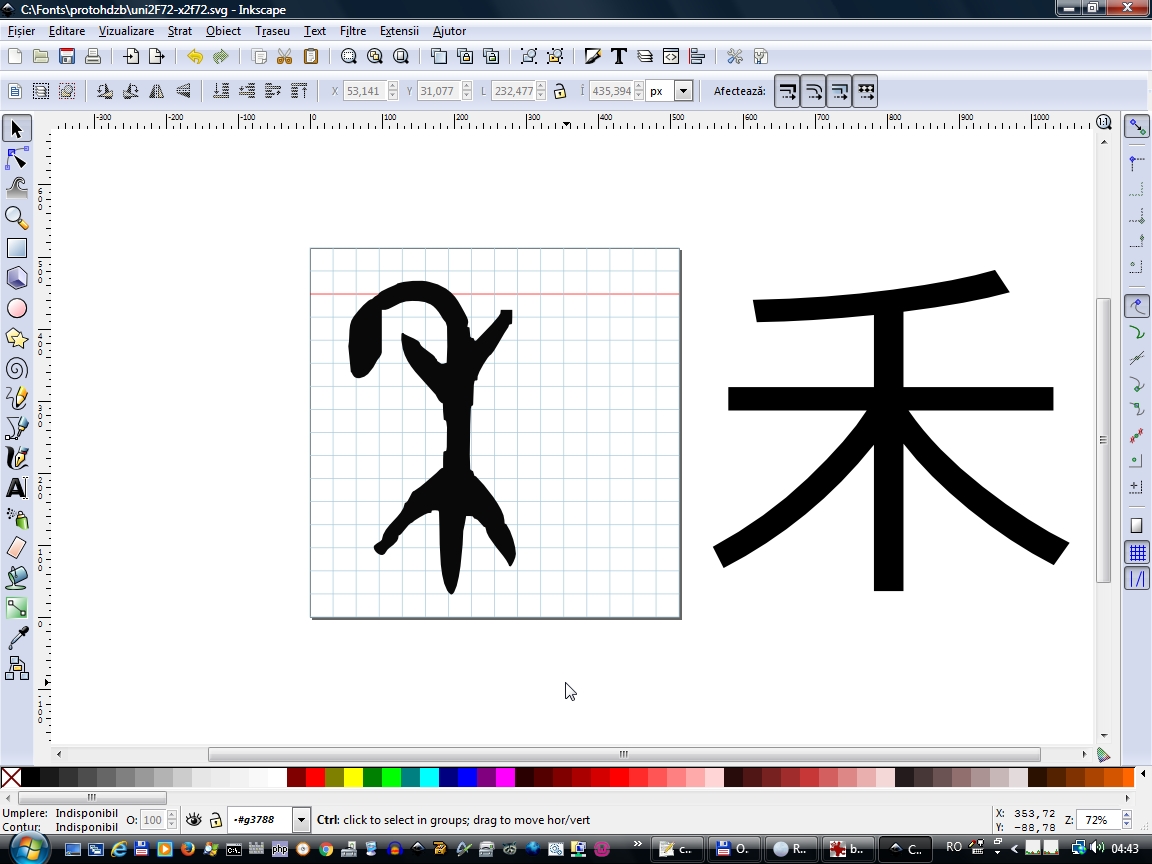 C:\Fonts\protohdzb\uni2F72-x2f72.svg - Inkscape
Fișier Editare Vizualizare Strat Obiect Traseu Text Filtre Extensii Ajutor
X 53,141 Y 31,077 L 232,477 Î 435,394 px Afectează:
-300 -200 -100 0 100 200 300 400 500 600 700 800 900 1000
禾
Umplere: Indisponibil O: 100 -#g3788 Ctrl: click to select in groups; drag to move hor/vert X: 353,72 Z: 72%
Contur: Indisponibil Y: -88,78
php » c.. O.. R.. b.. C.. RO < 04:43